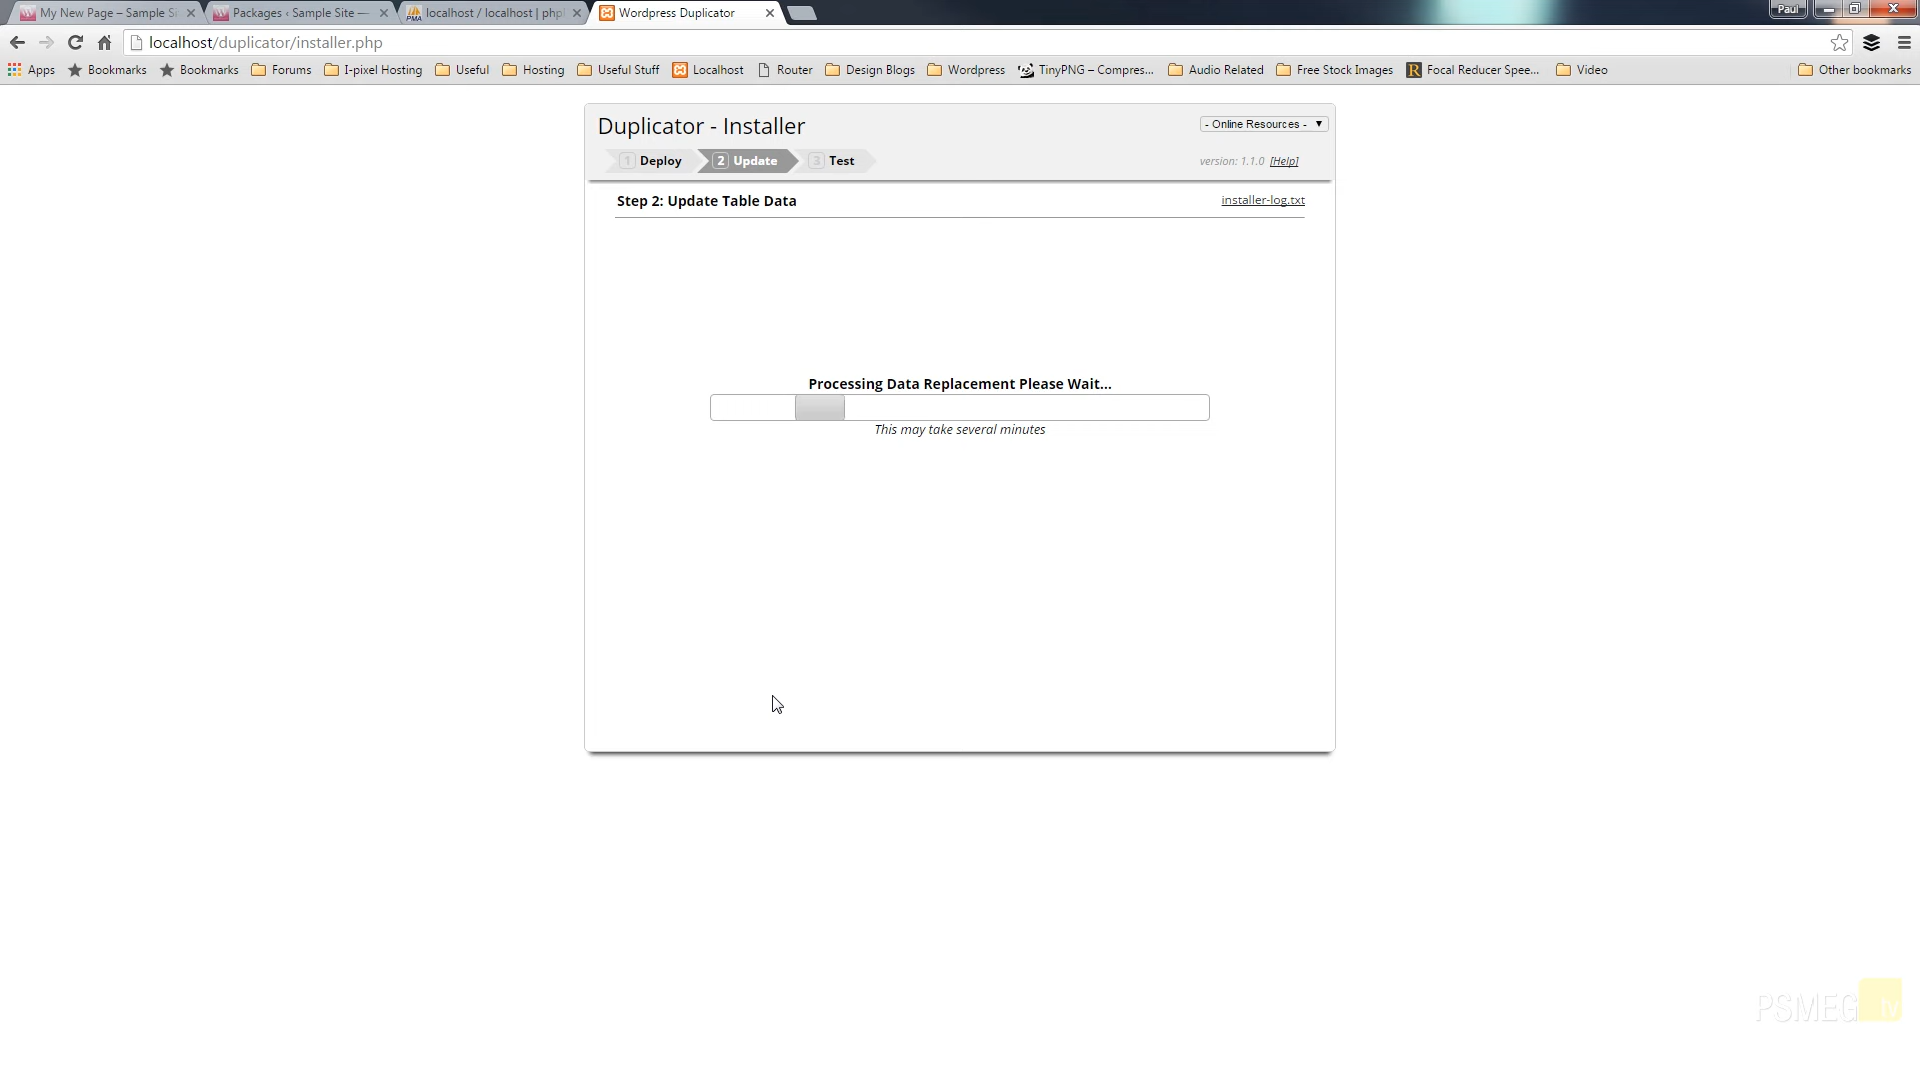 My New Page – Sample Si
Packages ‹ Sample Site —
localhost / localhost | php
Wordpress Duplicator
Paul
localhost/duplicator/installer.php
Apps
Bookmarks
Bookmarks
Forums
I-pixel Hosting
Useful
Hosting
Useful Stuff
Localhost
Router
Design Blogs
Wordpress
TinyPNG – Compres...
Audio Related
Free Stock Images
R Focal Reducer Spee...
Video
Other bookmarks
Duplicator - Installer
- Online Resources -
1 Deploy
2 Update
3 Test
version: 1.1.0 [Help]
Step 2: Update Table Data
installer-log.txt
Processing Data Replacement Please Wait...
This may take several minutes
PSMEG tv